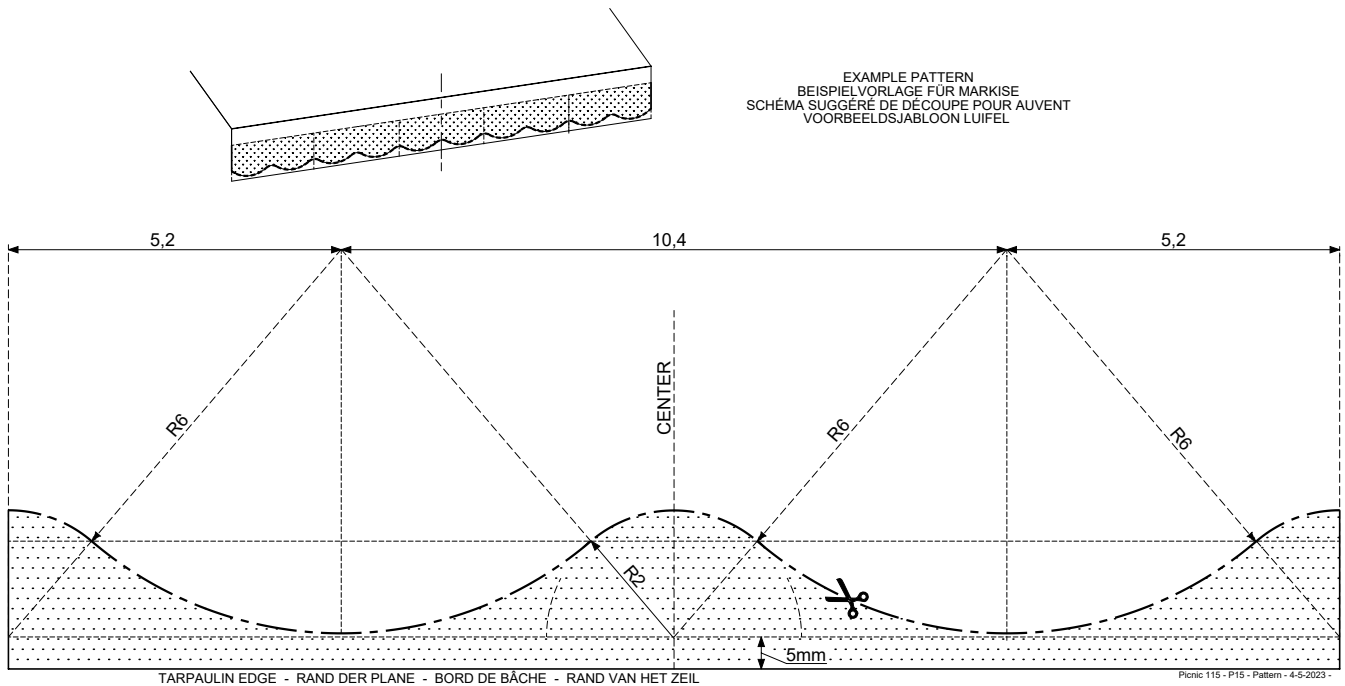 EXAMPLE PATTERN
BEISPIELVORLAGE FÜR MARKISE
SCHÉMA SUGGÉRÉ DE DÉCOUPE POUR AUVENT
VOORBEELDSJABLOON LUIFEL
5,2
10,4
5,2
CENTER
R6
R6
R6
R2
5mm
TARPAULIN EDGE - RAND DER PLANE - BORD DE BÂCHE - RAND VAN HET ZEIL
Picnic 115 - P15 - Pattern - 4-5-2023 -